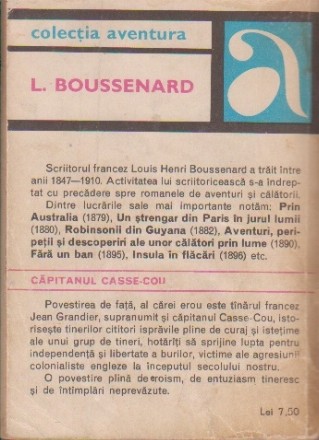 colecția aventura
a
L. BOUSSENARD
Scriitorul francez Louis Henri Boussenard a trăit între
anii 1847—1910. Activitatea lui scriitoricească s-a îndrep-
tat cu precădere spre romanele de aventuri și călătorii.
Dintre lucrările sale mai importante notăm: Prin
Australia (1879), Un ștrengar din Paris în jurul lumii
(1880), Robinsonii din Guyana (1882), Aventuri, peri-
peții și descoperiri ale unor călători prin lume (1890),
Fără un ban (1895), Insula în flăcări (1896) etc.
CĂPITANUL CASSE-COU
Povestirea de față, al cărei erou este tînărul francez
Jean Grandier, supranumit și căpitanul Casse-Cou, isto-
risește tinerilor cititori isprăvile pline de curaj și istețime
ale unui grup de tineri, hotărîți să sprijine lupta pentru
independență și libertate a burilor, victime ale agresiunii
colonialiste engleze la începutul secolului nostru.
O povestire plină de eroism, de entuziasm tineresc
și de întîmplări neprevăzute.
Lei 7,50